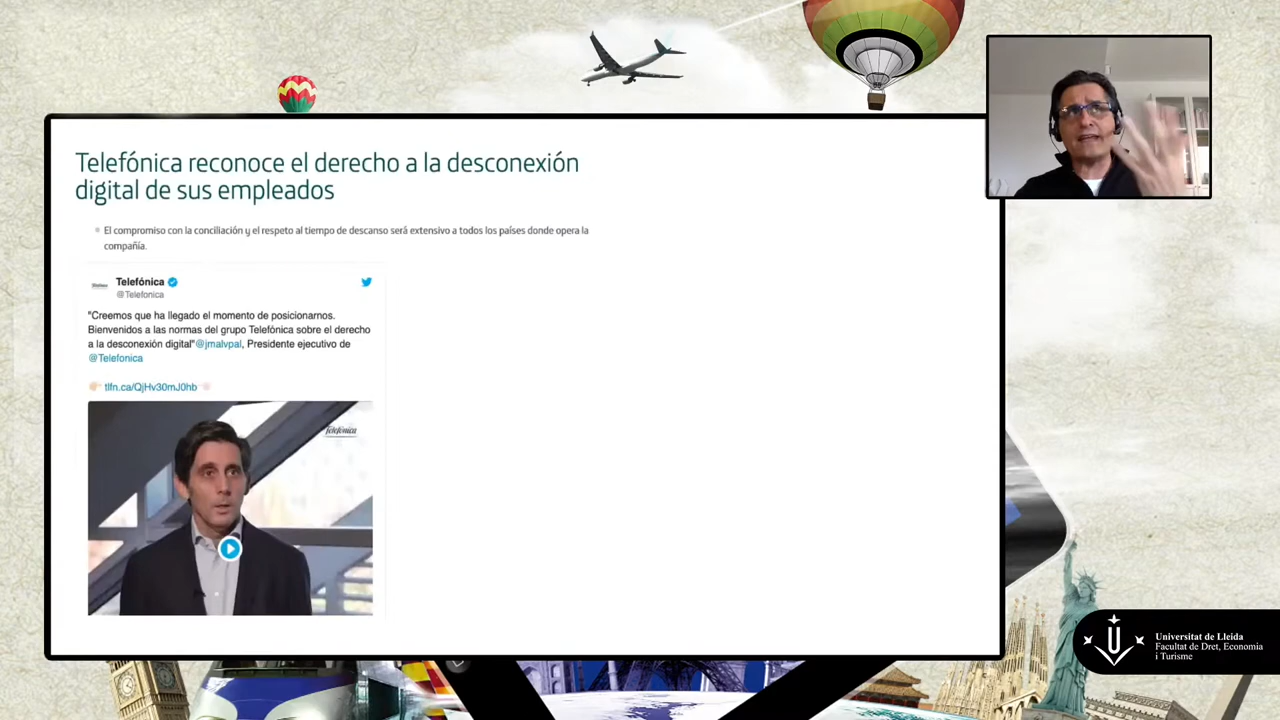 Telefónica reconoce el derecho a la desconexión
digital de sus empleados
El compromiso con la conciliación y el respeto al tiempo de descanso será extensivo a todos los países donde opera la
compañía.
Telefónica
@Telefonica
"Creemos que ha llegado el momento de posicionarnos.
Bienvenidos a las normas del grupo Telefónica sobre el derecho
a la desconexión digital"@jmalvpal, Presidente ejecutivo de
@Telefonica
tlfn.ca/QjHv30mJ0hb
Telefónica
Universitat de Lleida
Facultat de Dret, Economia
i Turisme